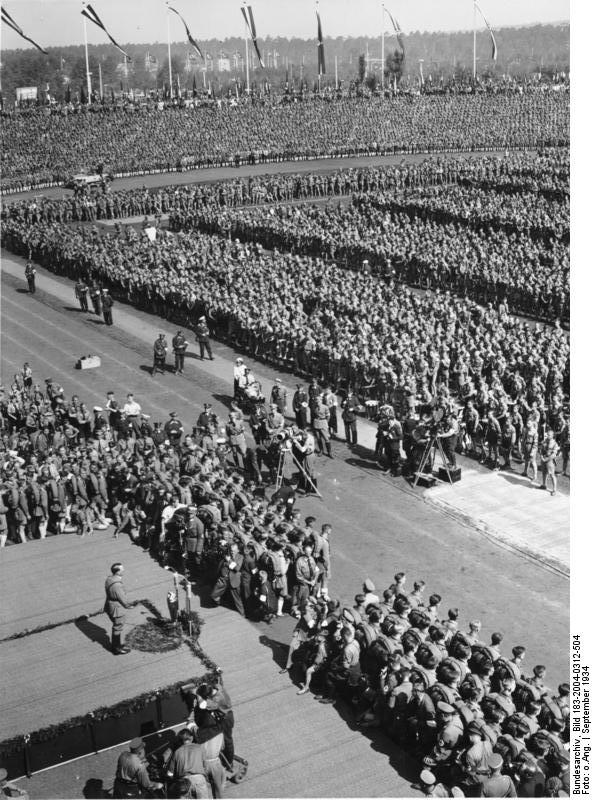 Bundesarchiv, Bild 183-2004-0312-504
Foto: o.Ang. | September 1934